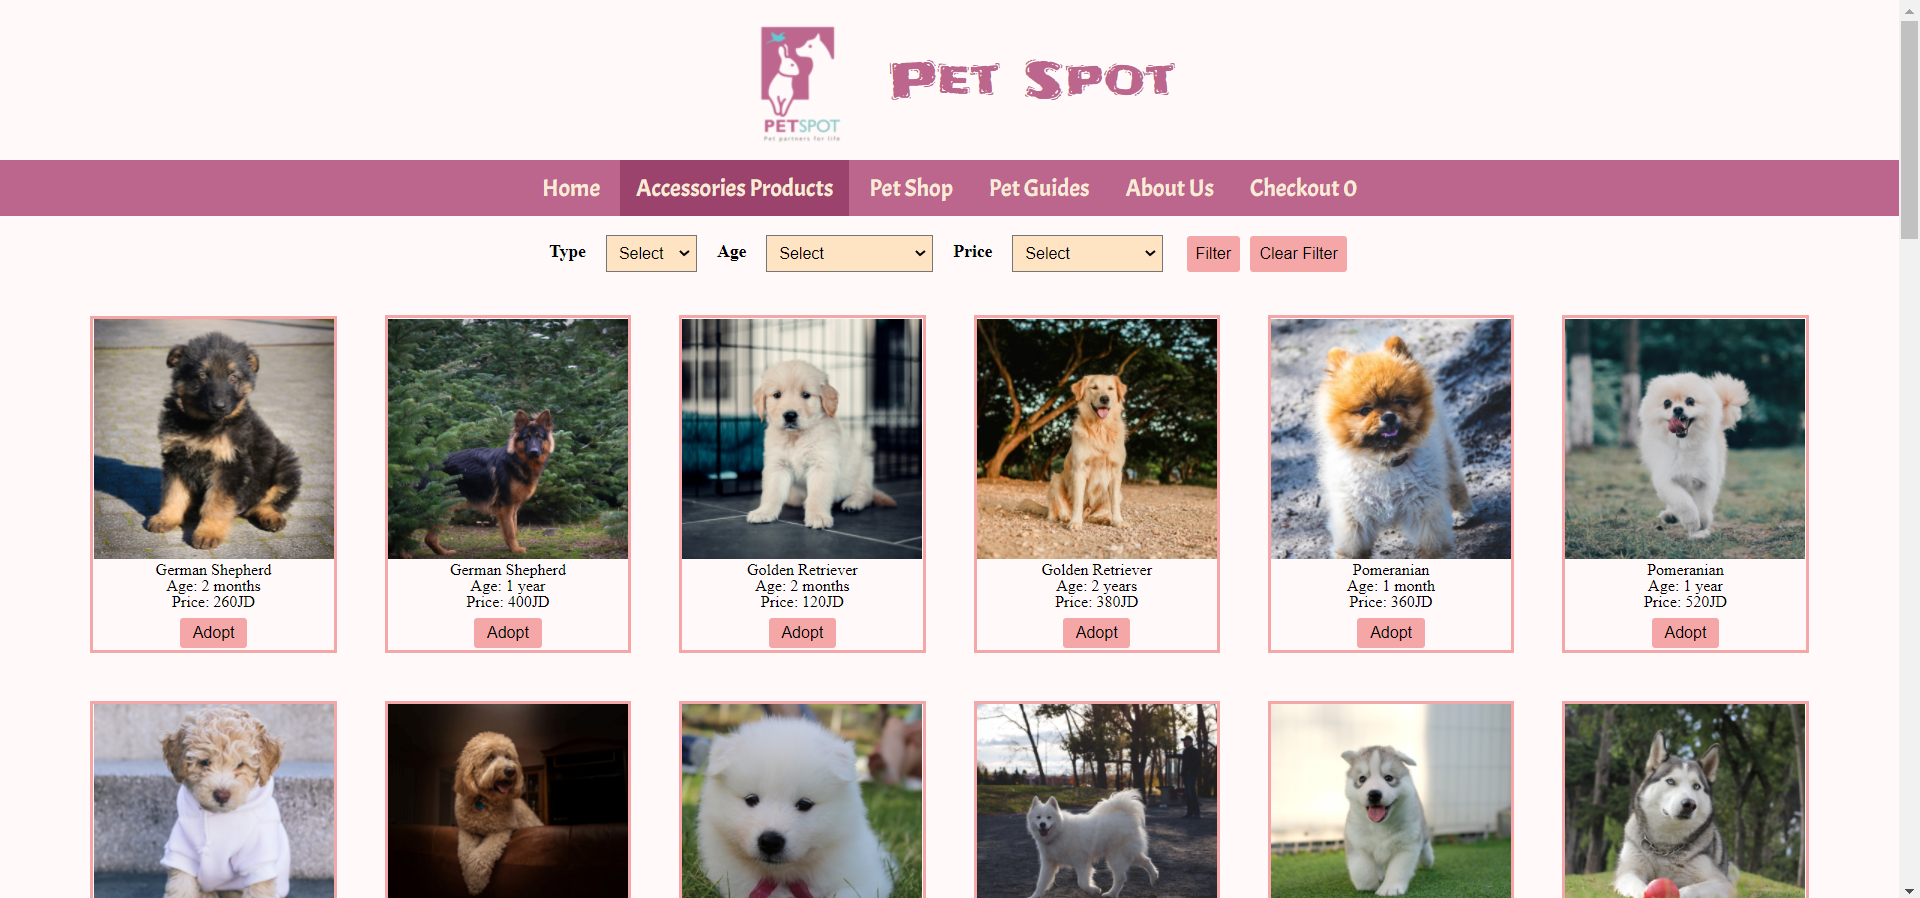 PETSPOT
Pet partners for life
Pet Spot
Home Accessories Products Pet Shop Pet Guides About Us Checkout 0
Type Select Age Select Price Select Filter Clear Filter
German Shepherd
Age: 2 months
Price: 260JD
Adopt
German Shepherd
Age: 1 year
Price: 400JD
Adopt
Golden Retriever
Age: 2 months
Price: 120JD
Adopt
Golden Retriever
Age: 2 years
Price: 380JD
Adopt
Pomeranian
Age: 1 month
Price: 360JD
Adopt
Pomeranian
Age: 1 year
Price: 520JD
Adopt